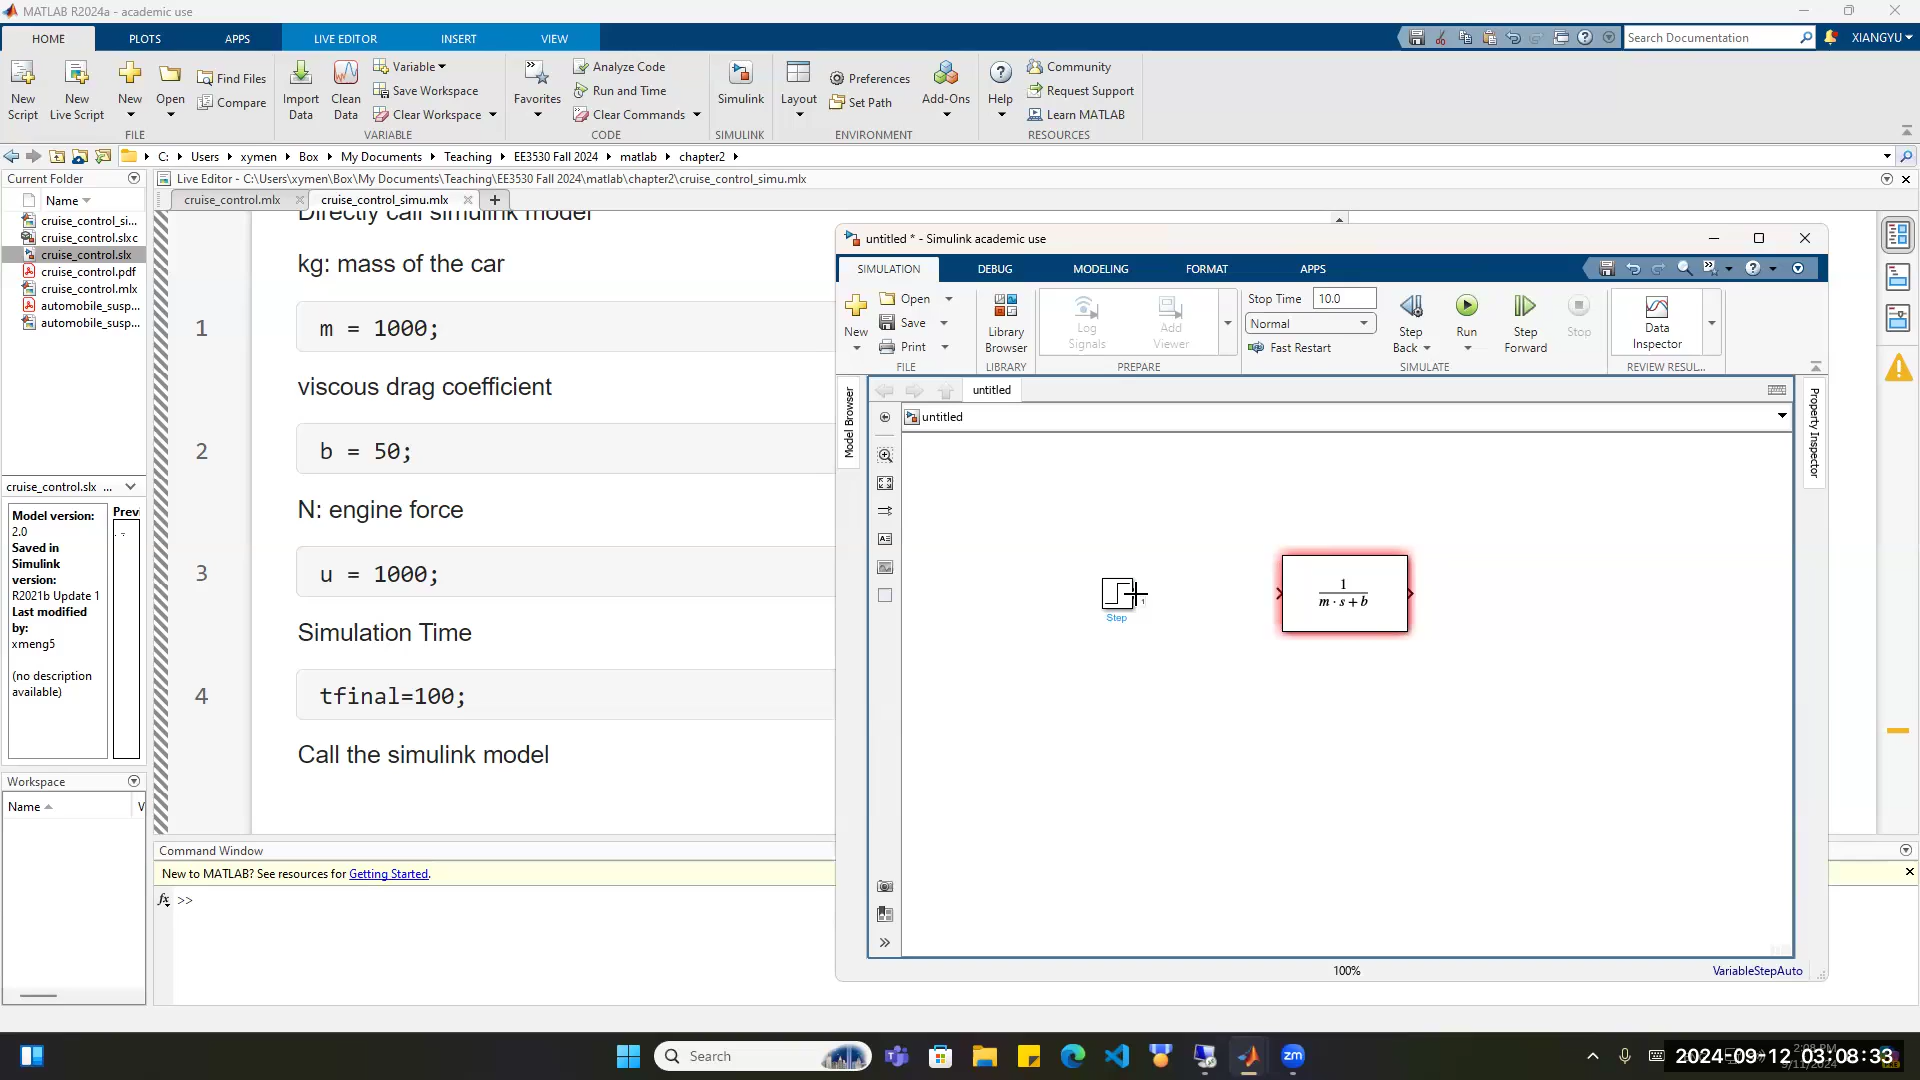 MATLAB R2024a - academic use
HOME PLOTS APPS LIVE EDITOR INSERT VIEW
Search Documentation XIANGYU
New Script
New Live Script
New
Open
Find Files
Compare
FILE
Import Data
Clean Data
Variable
Save Workspace
Clear Workspace
VARIABLE
Favorites
Analyze Code
Run and Time
Clear Commands
CODE
Simulink
SIMULINK
Layout
Preferences
Set Path
Add-Ons
ENVIRONMENT
Help
Community
Request Support
Learn MATLAB
RESOURCES
C: Users xymen Box My Documents Teaching EE3530 Fall 2024 matlab chapter2
Current Folder
Name
cruise_control_si...
cruise_control.slxc
cruise_control.slx
cruise_control.pdf
cruise_control.mlx
automobile_susp...
automobile_susp...
cruise_control.slx ...
Model version:
2.0
Saved in
Simulink
version:
R2021b Update 1
Last modified
by:
xmeng5
(no description
available)
Prev
Workspace
Name V
Live Editor - C:\Users\xymen\Box\My Documents\Teaching\EE3530 Fall 2024\matlab\chapter2\cruise_control_simu.mlx
cruise_control.mlx cruise_control_simu.mlx
Directly call simulink model
kg: mass of the car
1 m = 1000;
viscous drag coefficient
2 b = 50;
N: engine force
3 u = 1000;
Simulation Time
4 tfinal=100;
Call the simulink model
Command Window
New to MATLAB? See resources for Getting Started.
fx >>
untitled * - Simulink academic use
SIMULATION DEBUG MODELING FORMAT APPS
New
Open
Save
Print
FILE
Library Browser
LIBRARY
Log Signals
Add Viewer
PREPARE
Stop Time 10.0
Normal
Fast Restart
Step Back
Run
Step Forward
Stop
SIMULATE
Data Inspector
REVIEW RESUL...
Model Browser
untitled
untitled
Property Inspector
Step
1
m · s + b
100% VariableStepAuto
Search
zm
2024-09-12 03:08:33